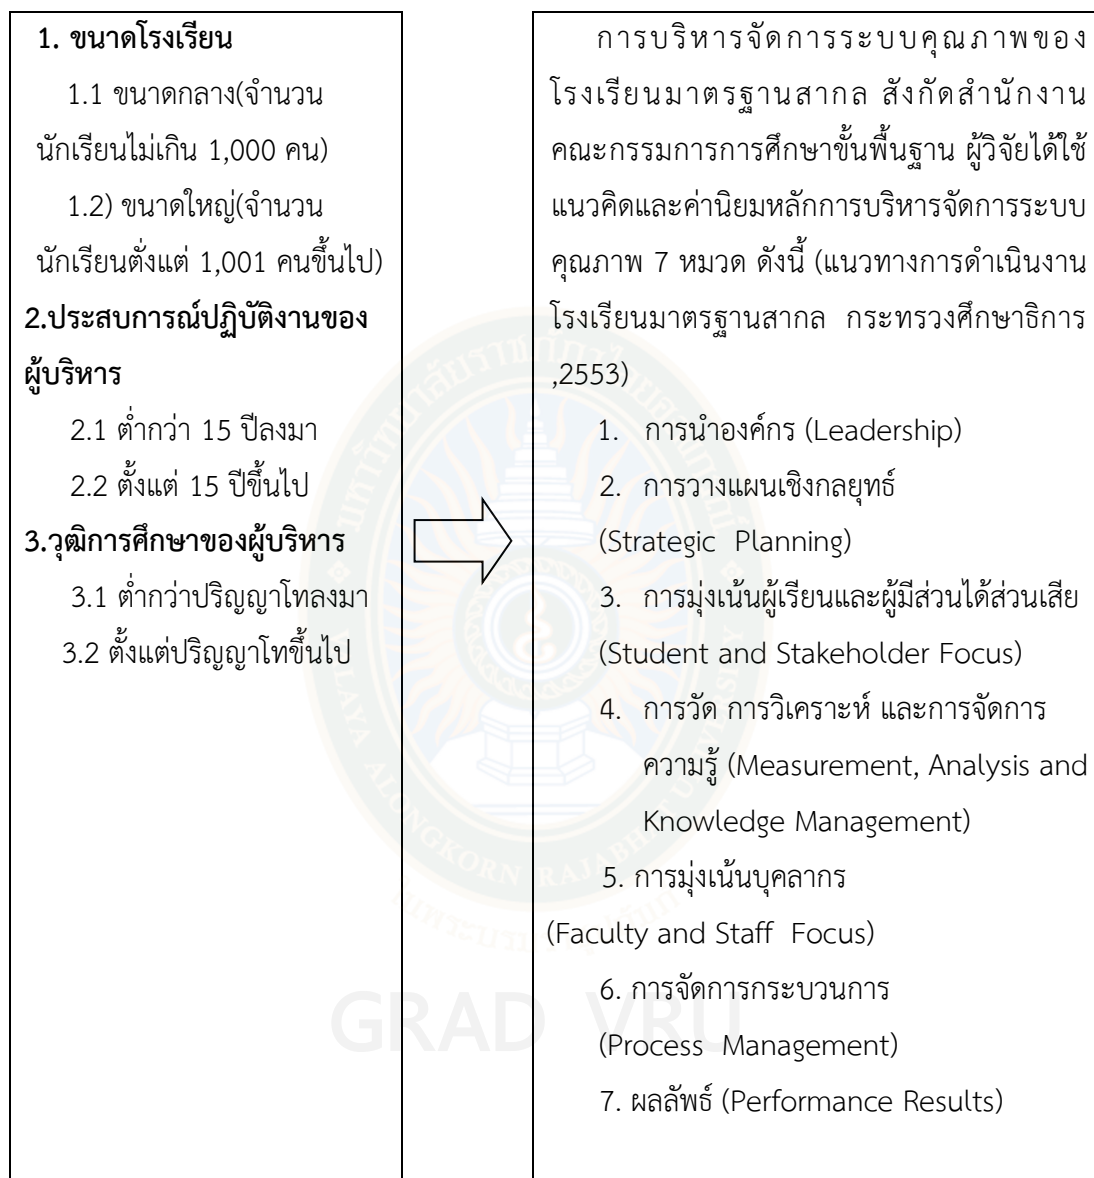 1. ขนาดโรงเรียน
1.1 ขนาดกลาง(จำนวน
นักเรียนไม่เกิน 1,000 คน)
1.2) ขนาดใหญ่(จำนวน
นักเรียนตั่งแต่ 1,001 คนขึ้นไป)
2.ประสบการณ์ปฏิบัติงานของ
ผู้บริหาร
2.1 ต่ำกว่า 15 ปีลงมา
2.2 ตั้งแต่ 15 ปีขึ้นไป
3.วุฒิการศึกษาของผู้บริหาร
3.1 ต่ำกว่าปริญญาโทลงมา
3.2 ตั้งแต่ปริญญาโทขึ้นไป
การบริหารจัดการระบบคุณภาพของ
โรงเรียนมาตรฐานสากล สังกัดสำนักงาน
คณะกรรมการการศึกษาขั้นพื้นฐาน ผู้วิจัยได้ใช้
แนวคิดและค่านิยมหลักการบริหารจัดการระบบ
คุณภาพ 7 หมวด ดังนี้ (แนวทางการดำเนินงาน
โรงเรียนมาตรฐานสากล กระทรวงศึกษาธิการ
,2553)
1. การนำองค์กร (Leadership)
2. การวางแผนเชิงกลยุทธ์
(Strategic Planning)
3. การมุ่งเน้นผู้เรียนและผู้มีส่วนได้ส่วนเสีย
(Student and Stakeholder Focus)
4. การวัด การวิเคราะห์ และการจัดการ
ความรู้ (Measurement, Analysis and
Knowledge Management)
5. การมุ่งเน้นบุคลากร
(Faculty and Staff Focus)
6. การจัดการกระบวนการ
(Process Management)
7. ผลลัพธ์ (Performance Results)
GRAD VRU